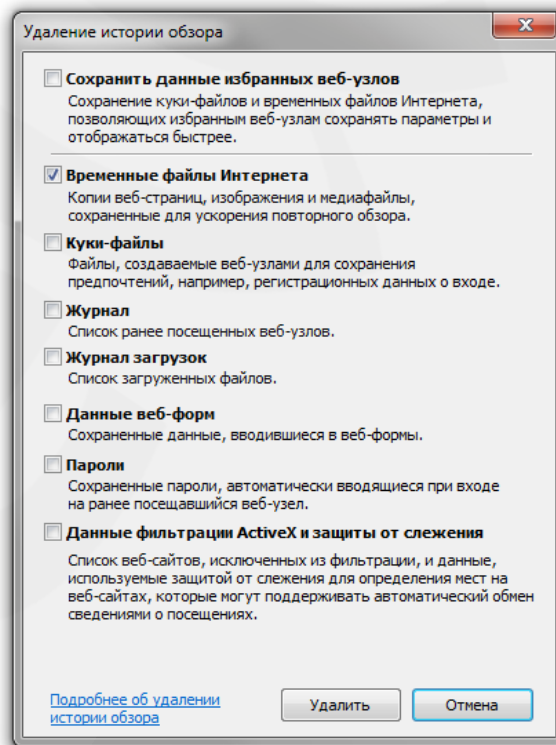 Удаление истории обзора
Сохранить данные избранных веб-узлов
Сохранение куки-файлов и временных файлов Интернета,
позволяющих избранным веб-узлам сохранять параметры и
отображаться быстрее.
Временные файлы Интернета
Копии веб-страниц, изображения и медиафайлы,
сохраненные для ускорения повторного обзора.
Куки-файлы
Файлы, создаваемые веб-узлами для сохранения
предпочтений, например, регистрационных данных о входе.
Журнал
Список ранее посещенных веб-узлов.
Журнал загрузок
Список загруженных файлов.
Данные веб-форм
Сохраненные данные, вводившиеся в веб-формы.
Пароли
Сохраненные пароли, автоматически вводящиеся при входе
на ранее посещавшийся веб-узел.
Данные фильтрации ActiveX и защиты от слежения
Список веб-сайтов, исключенных из фильтрации, и данные,
используемые защитой от слежения для определения мест на
веб-сайтах, которые могут поддерживать автоматический обмен
сведениями о посещениях.
Подробнее об удалении
истории обзора
Удалить
Отмена